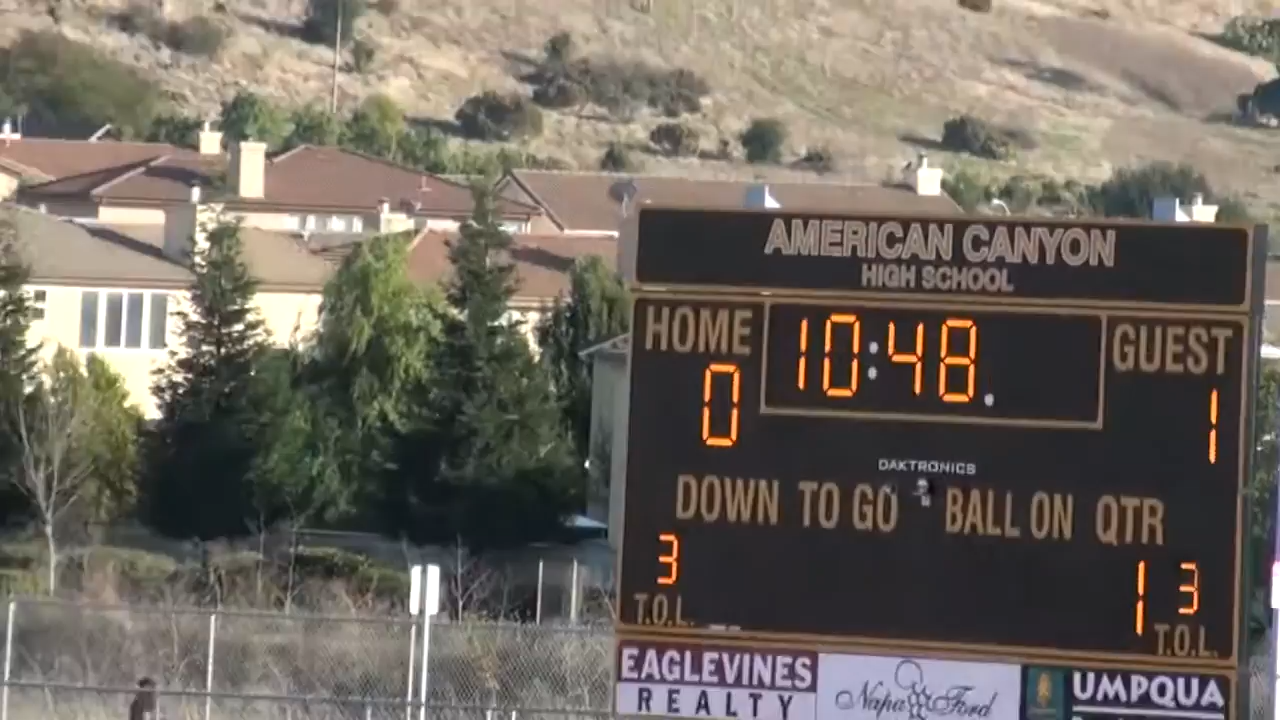 AMERICAN CANYON
HIGH SCHOOL
HOME 10:48. GUEST
0 1
DAKTRONICS
DOWN TO GO BALL ON QTR
3 1 3
T.O.L. T.O.L.
EAGLEVINES
REALTY
Napa Ford
UMPQUA